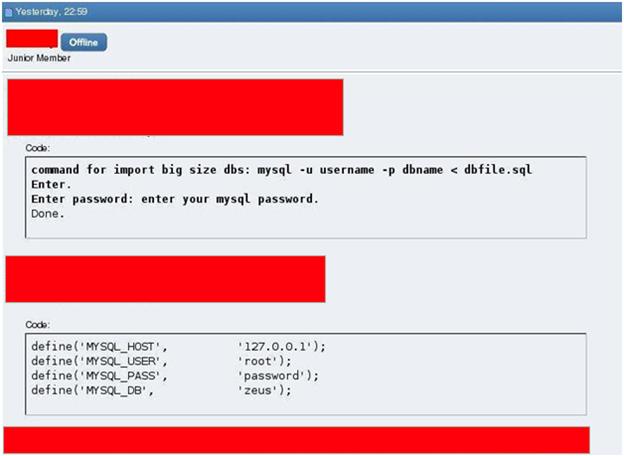 Yesterday, 22:59
Offline
Junior Member
Code:
command for import big size dbs: mysql -u username -p dbname < dbfile.sql
Enter.
Enter password: enter your mysql password.
Done.
Code:
define('MYSQL_HOST', '127.0.0.1');
define('MYSQL_USER', 'root');
define('MYSQL_PASS', 'password');
define('MYSQL_DB', 'zeus');